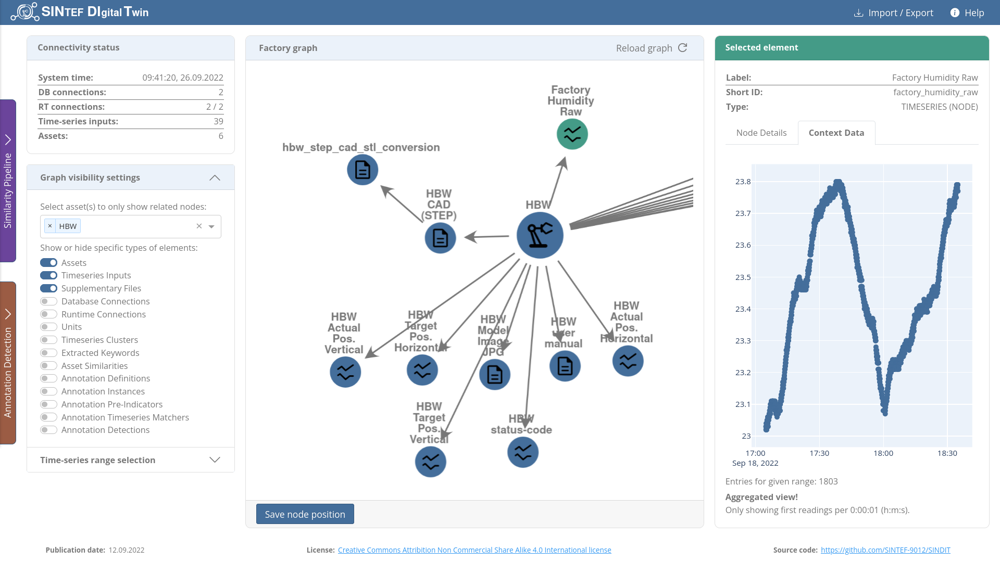 SINTEF DIgital Twin
Import / Export
Help
Similarity Pipeline
Annotation Detection
Connectivity status
System time: 09:41:20, 26.09.2022
DB connections: 2
RT connections: 2 / 2
Time-series inputs: 39
Assets: 6
Graph visibility settings
Select asset(s) to only show related nodes:
× HBW ×
Show or hide specific types of elements:
Assets
Timeseries Inputs
Supplementary Files
Database Connections
Runtime Connections
Units
Timeseries Clusters
Extracted Keywords
Asset Similarities
Annotation Definitions
Annotation Instances
Annotation Pre-Indicators
Annotation Timeseries Matchers
Annotation Detections
Time-series range selection
Factory graph
Reload graph
Factory
Humidity
Raw
hbw_step_cad_stl_conversion
HBW
CAD
(STEP)
HBW
HBW
Actual
Pos.
Vertical
HBW
Target
Pos.
Horizontal
HBW
Model
Image
JPG
HBW
user
manual
HBW
Actual
Pos.
Horizontal
HBW
Target
Pos.
Vertical
HBW
status-code
Save node position
Selected element
Label: Factory Humidity Raw
Short ID: factory_humidity_raw
Type: TIMESERIES (NODE)
Node Details
Context Data
23.8
23.7
23.6
23.5
23.4
23.3
23.2
23.1
23
17:00 17:30 18:00 18:30
Sep 18, 2022
Entries for given range: 1803
Aggregated view!
Only showing first readings per 0:00:01 (h:m:s).
Publication date: 12.09.2022
License: Creative Commons Attribution Non Commercial Share Alike 4.0 International license
Source code: https://github.com/SINTEF-9012/SINDIT